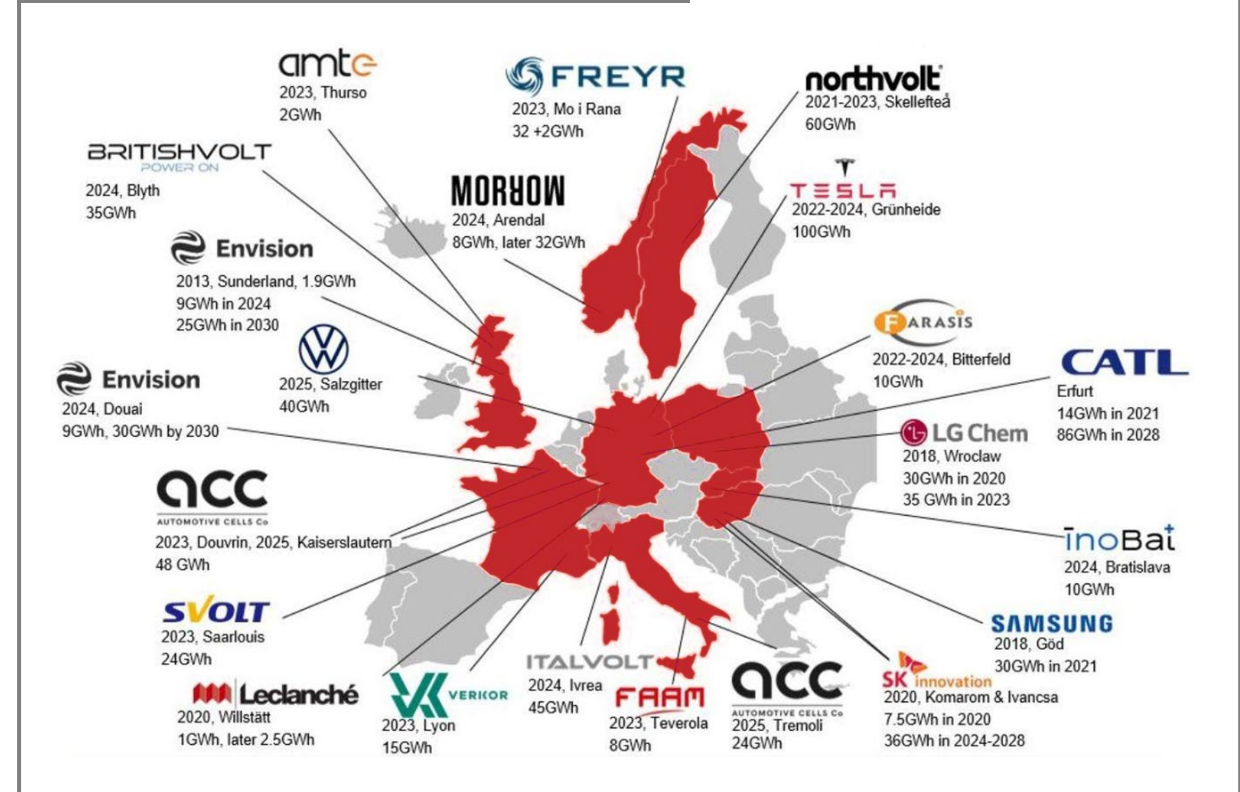 amte
2023, Thurso
2GWh
FREYR
2023, Mo i Rana
32 +2GWh
northvolt
2021-2023, Skellefteå
60GWh
BRITISHVOLT
POWER ON
2024, Blyth
35GWh
MORROW
2024, Arendal
8GWh, later 32GWh
TESLA
2022-2024, Grünheide
100GWh
Envision
2013, Sunderland, 1.9GWh
9GWh in 2024
25GWh in 2030
FARASIS
2022-2024, Bitterfeld
10GWh
VW
2025, Salzgitter
40GWh
CATL
Erfurt
14GWh in 2021
86GWh in 2028
Envision
2024, Douai
9GWh, 30GWh by 2030
LG Chem
2018, Wroclaw
30GWh in 2020
35 GWh in 2023
acc
AUTOMOTIVE CELLS Co
2023, Douvrin, 2025, Kaiserslautern
48 GWh
inoBat
2024, Bratislava
10GWh
SVOLT
2023, Saarlouis
24GWh
SAMSUNG
2018, Göd
30GWh in 2021
Leclanché
2020, Willstätt
1GWh, later 2.5GWh
VERKOR
2023, Lyon
15GWh
ITALVOLT
2024, Ivrea
45GWh
FAAM
2023, Teverola
8GWh
acc
AUTOMOTIVE CELLS Co
2025, Tremoli
24GWh
SK
innovation
2020, Komarom & Ivancsa
7.5GWh in 2020
36GWh in 2024-2028